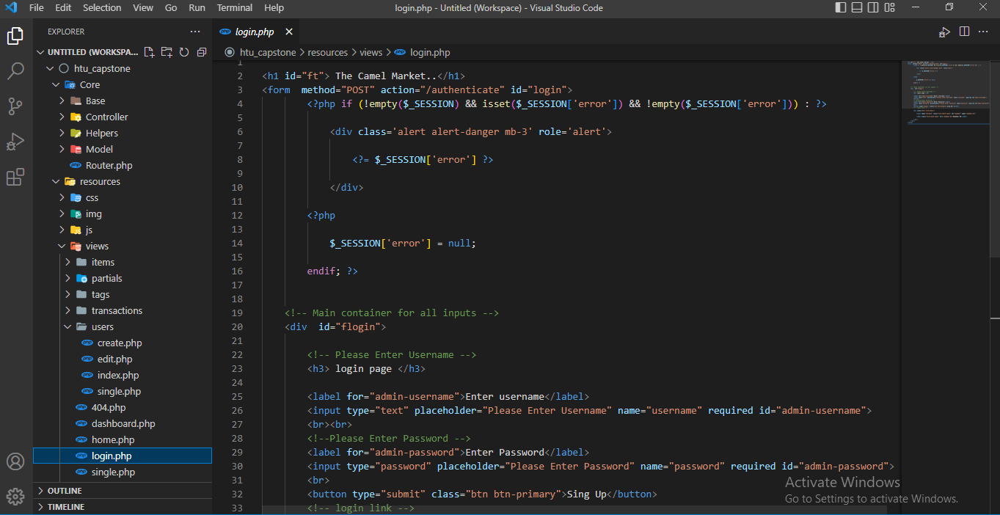 File Edit Selection View Go Run Terminal Help login.php - Untitled (Workspace) - Visual Studio Code
EXPLORER
UNTITLED (WORKSPA...
htu_capstone
Core
Base
Controller
Helpers
Model
Router.php
resources
css
img
js
views
items
partials
tags
transactions
users
create.php
edit.php
index.php
single.php
404.php
dashboard.php
home.php
login.php
single.php
OUTLINE
TIMELINE
login.php
htu_capstone > resources > views > login.php
1
2 <h1 id="ft"> The Camel Market..</h1>
3 <form  method="POST" action="/authenticate" id="login">
4 <?php if (!empty($_SESSION) && isset($_SESSION['error']) && !empty($_SESSION['error'])) : ?>
5
6 <div class='alert alert-danger mb-3' role='alert'>
7
8 <?= $_SESSION['error'] ?>
9
10 </div>
11
12 <?php
13
14 $_SESSION['error'] = null;
15
16 endif; ?>
17
18
19 <!-- Main container for all inputs -->
20 <div  id="flogin">
21
22 <!-- Please Enter Username -->
23 <h3> login page </h3>
24
25 <label for="admin-username">Enter username</label>
26 <input type="text" placeholder="Please Enter Username" name="username" required id="admin-username">
27 <br><br>
28 <!--Please Enter Password -->
29 <label for="admin-password">Enter Password</label>
30 <input type="password" placeholder="Please Enter Password" name="password" required id="admin-password">
31 <br>
32 <button type="submit" class="btn btn-primary">Sing Up</button>
33 <!-- login link -->
Activate Windows
Go to Settings to activate Windows.